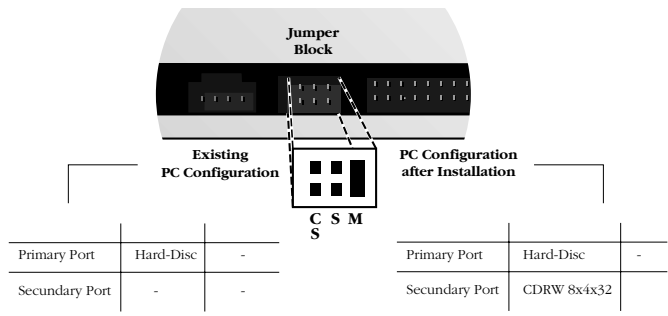 Jumper
Block
Existing
PC Configuration
PC Configuration
after Installation
C S M
S
Primary Port Hard-Disc -
Secundary Port - -
Primary Port Hard-Disc -
Secundary Port CDRW 8x4x32